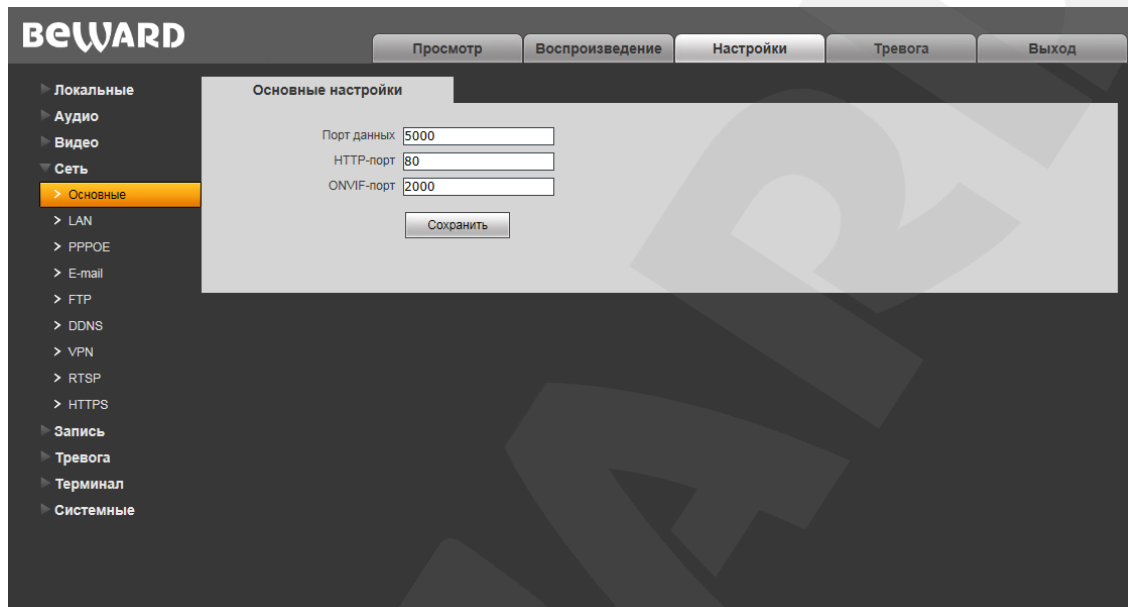 BEWARD
Просмотр
Воспроизведение
Настройки
Тревога
Выход
Локальные
Аудио
Видео
Сеть
> Основные
> LAN
> PPPOE
> E-mail
> FTP
> DDNS
> VPN
> RTSP
> HTTPS
Запись
Тревога
Терминал
Системные
Основные настройки
Порт данных 5000
HTTP-порт 80
ONVIF-порт 2000
Сохранить